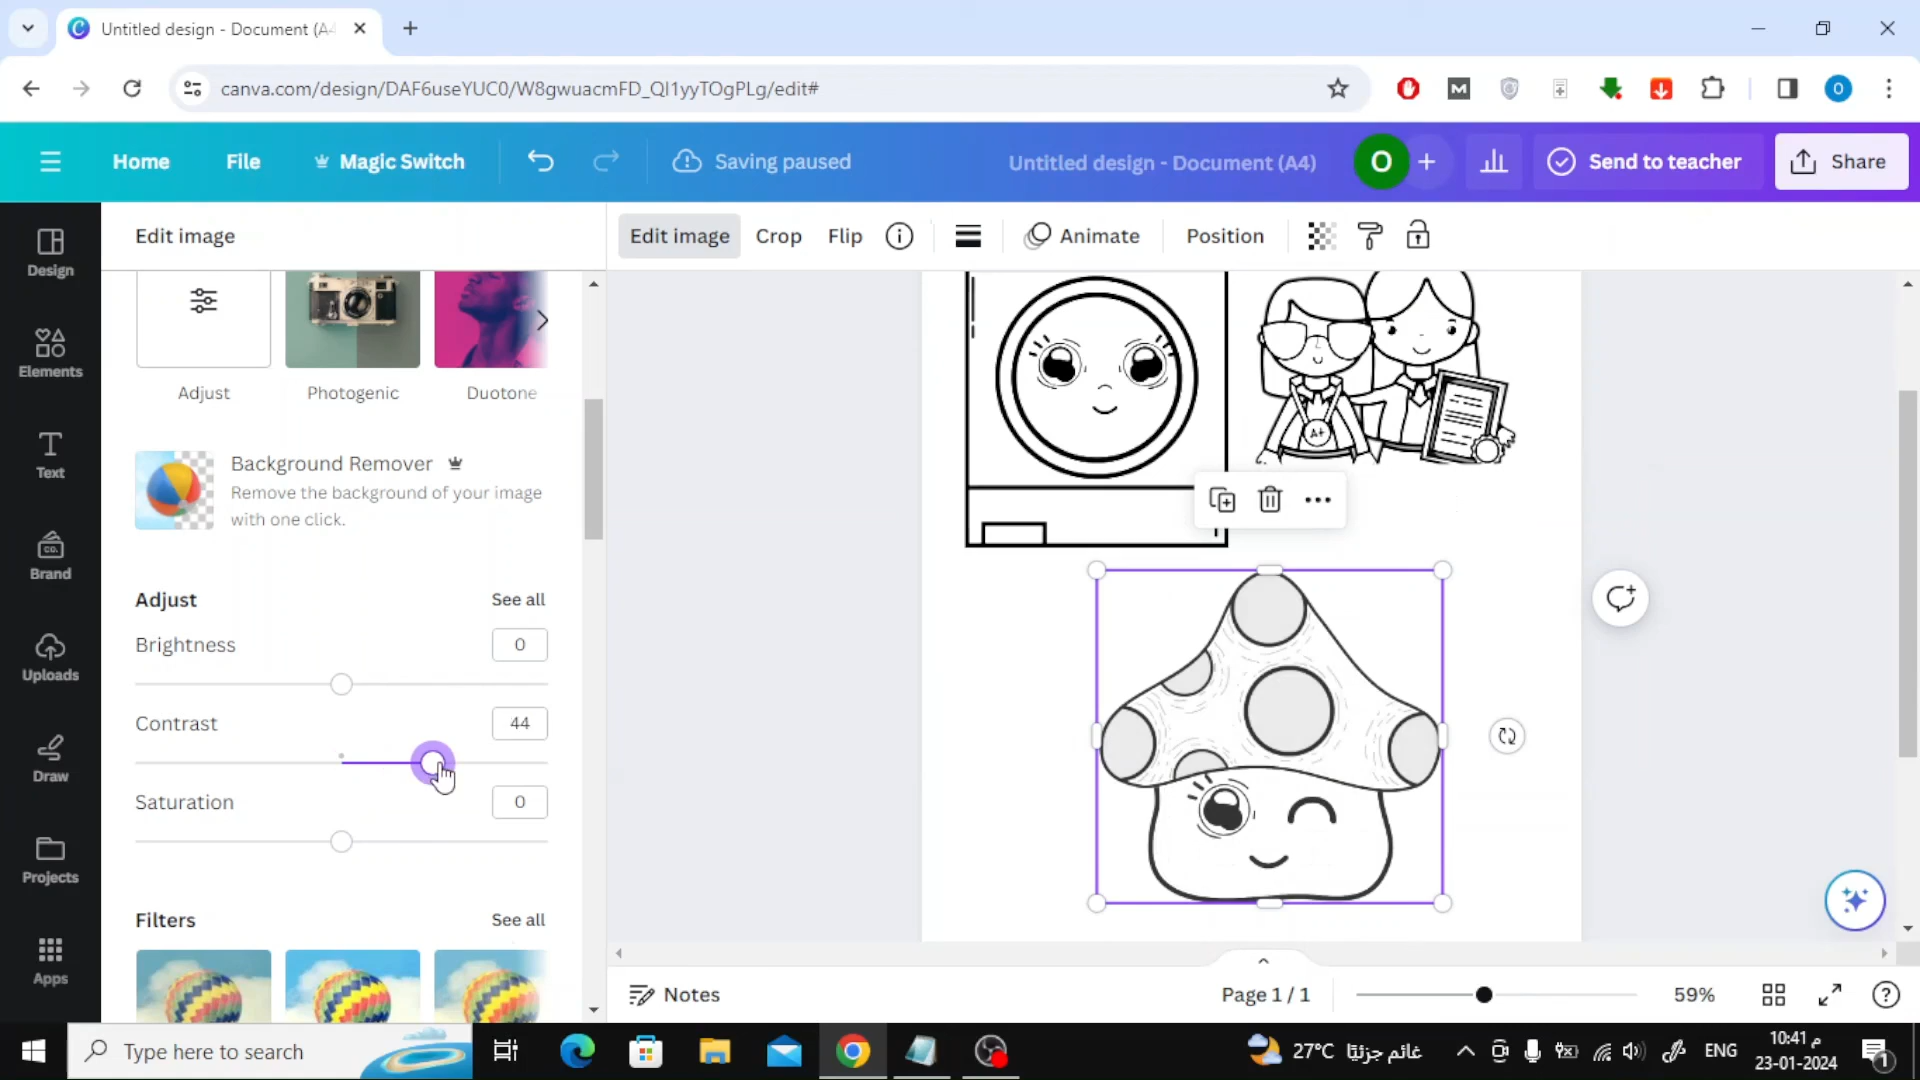 Untitled design - Document (A4
canva.com/design/DAF6useYUC0/W8gwuacmFD_QI1yyTOgPLg/edit#
O
Home
File
Magic Switch
Saving paused
Untitled design - Document (A4)
O
Send to teacher
Share
Design
Elements
Text
CO.
Brand
Uploads
Draw
Projects
Apps
Edit image
Edit image
Crop
Flip
Animate
Position
Adjust
Photogenic
Duotone
Background Remover
Remove the background of your image
with one click.
Adjust
See all
Brightness
0
Contrast
44
Saturation
0
Filters
See all
A+
Notes
Page 1 / 1
59%
Type here to search
27°C
غائم جزئيًا
ENG
10:41 م
23-01-2024
1